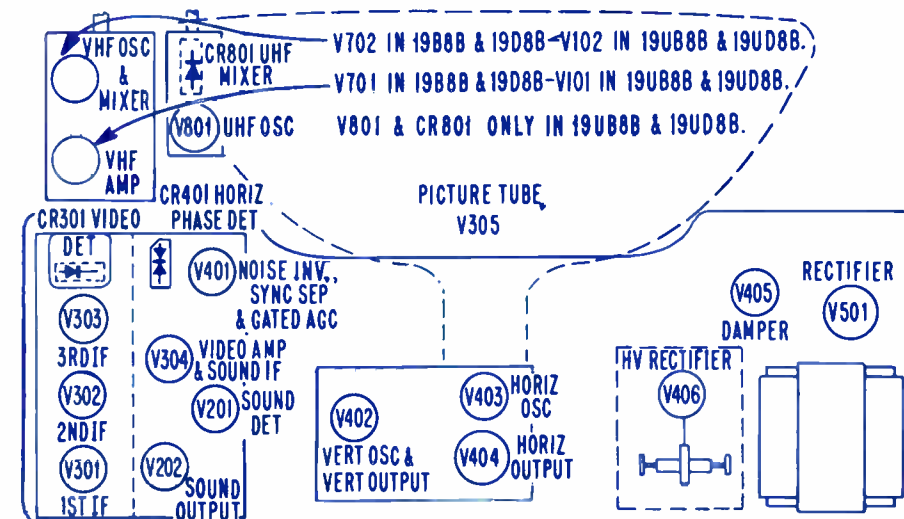 VHF OSC
&
MIXER
VHF
AMP
CR801 UHF
MIXER
V801 UHF OSC
V702 IN 19B8B & 19D8B-V102 IN 19UB8B & 19UD8B.
V701 IN 19B8B & 19D8B-V101 IN 19UB8B & 19UD8B.
V801 & CR801 ONLY IN 19UB8B & 19UD8B.
PICTURE TUBE
V305
CR401 HORIZ
PHASE DET
CR301 VIDEO
DET
V303
3RD IF
V302
2ND IF
V301
1ST IF
V401 NOISE INV.,
SYNC SEP
& GATED AGC
V304 VIDEO AMP
& SOUND IF
V201 SOUND
DET
V202 SOUND
OUTPUT
V402
VERT OSC &
VERT OUTPUT
V403 HORIZ
OSC
V404 HORIZ
OUTPUT
V405
DAMPER
RECTIFIER
V501
HV RECTIFIER
V406